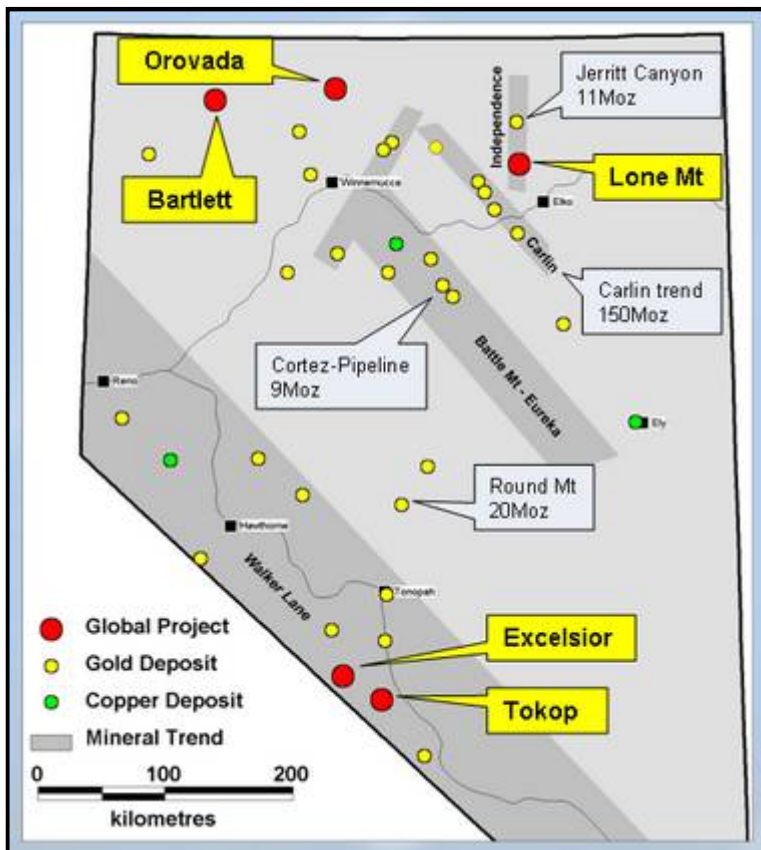 Orovada
Jerritt Canyon
11Moz
Independence
Bartlett
Winnemucca
Lone Mt
Elko
Carlin
Carlin trend
150Moz
Cortez-Pipeline
9Moz
Battle Mt - Eureka
Reno
Ely
Round Mt
20Moz
Hawthorne
Walker Lane
Tonopah
Global Project
Gold Deposit
Copper Deposit
Mineral Trend
Excelsior
Tokop
0 100 200
kilometres